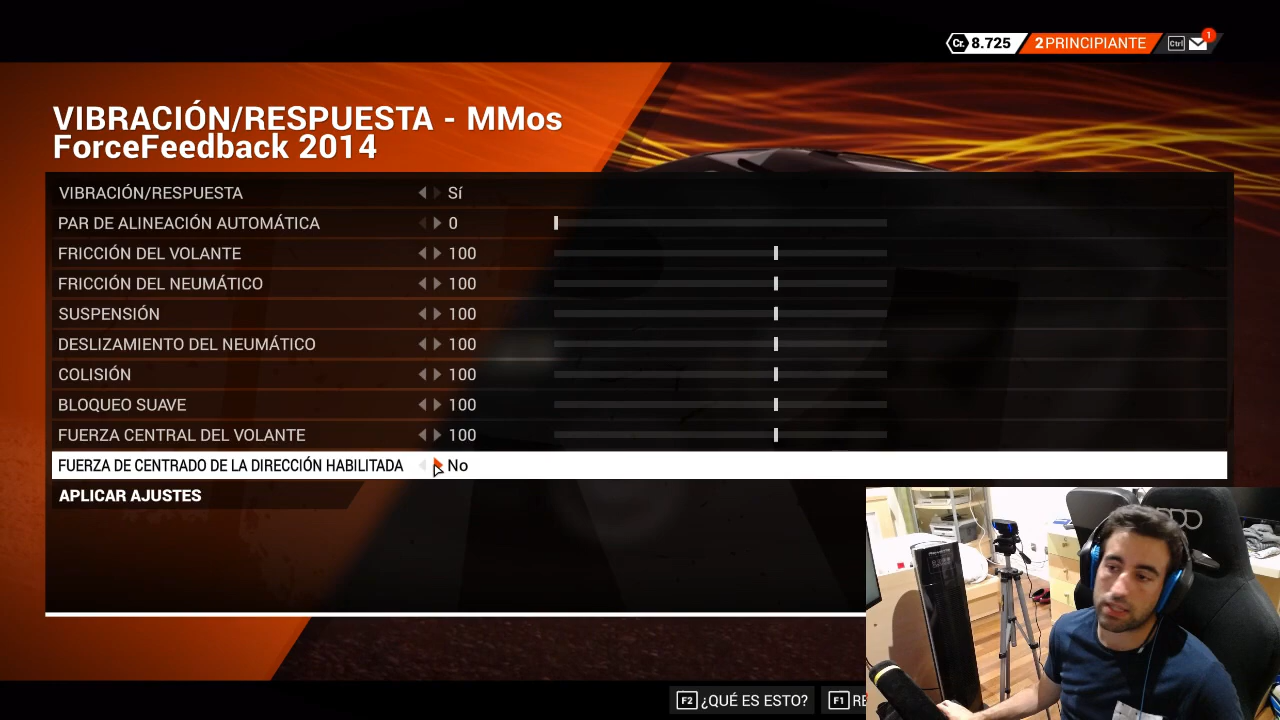 Cr. 8.725
2 PRINCIPIANTE
Ctrl
1
VIBRACIÓN/RESPUESTA - MMos
ForceFeedback 2014
VIBRACIÓN/RESPUESTA Sí
PAR DE ALINEACIÓN AUTOMÁTICA 0
FRICCIÓN DEL VOLANTE 100
FRICCIÓN DEL NEUMÁTICO 100
SUSPENSIÓN 100
DESLIZAMIENTO DEL NEUMÁTICO 100
COLISIÓN 100
BLOQUEO SUAVE 100
FUERZA CENTRAL DEL VOLANTE 100
FUERZA DE CENTRADO DE LA DIRECCIÓN HABILITADA No
APLICAR AJUSTES
F2 ¿QUÉ ES ESTO? F1 RE